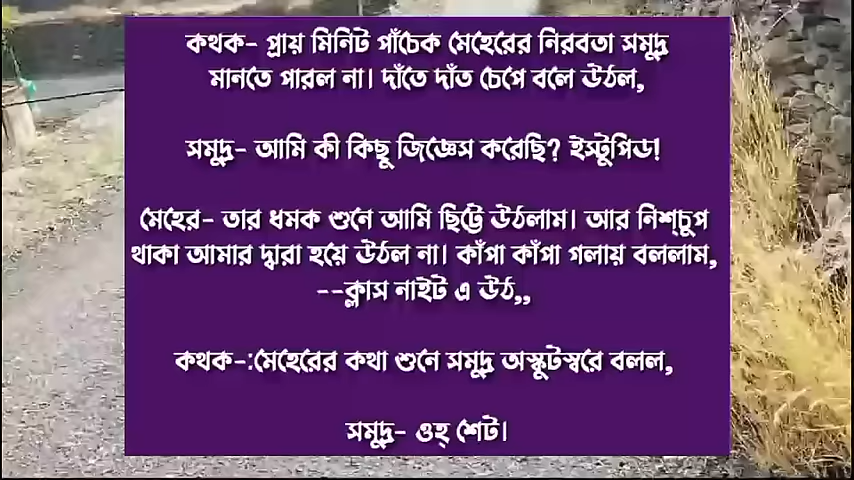 কথক- প্রায় মিনিট পাঁচেক মেহেরের নিরবতা সমুদ্র
মানতে পারল না। দাঁতে দাঁত চেপে বলে উঠল,
সমুদ্র- আমি কী কিছু জিজ্ঞেস করেছি? ইস্টুপিড!
মেহের- তার ধমক শুনে আমি ছিট্টে উঠলাম। আর নিশ্চুপ
থাকা আমার দ্বারা হয়ে উঠল না। কাঁপা কাঁপা গলায় বললাম,
--ক্লাস নাইট এ উঠ,,
কথক-:মেহেরের কথা শুনে সমুদ্র অস্কুটস্বরে বলল,
সমুদ্র- ওহ্ শেট।